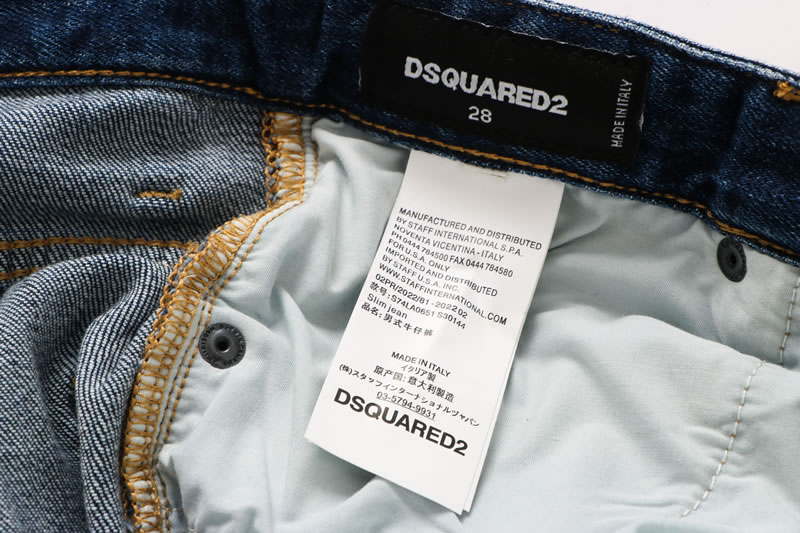 DSQUARED2
28
MADE IN ITALY
MANUFACTURED AND DISTRIBUTED
BY STAFF INTERNATIONAL S.P.A.
NOVENTA VICENTINA - ITALY
PH 0444 784500 FAX 0444 784580
FOR U.S.A. ONLY
IMPORTED AND DISTRIBUTED
BY STAFF U.S.A. INC.
WWW.STAFFINTERNATIONAL.COM
02PR/2022/81 - 2022 02
款号: S74LA0651 S30144
Slim jean
品名: 男式牛仔裤
MADE IN ITALY
イタリア製
原产国: 意大利製造
(株)スタッフインターナショナルジャパン
03-5794-9931
DSQUARED2